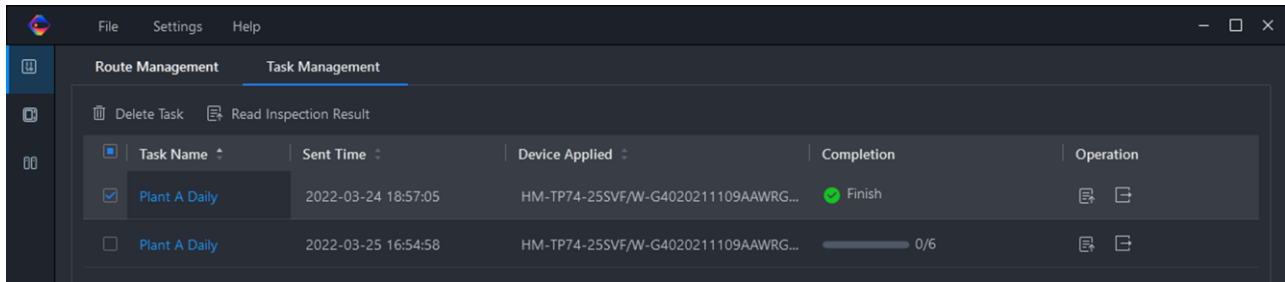 File Settings Help
Route Management Task Management
Delete Task Read Inspection Result
Task Name Sent Time Device Applied Completion Operation
Plant A Daily 2022-03-24 18:57:05 HM-TP74-25SVF/W-G4020211109AAWRG... Finish
Plant A Daily 2022-03-25 16:54:58 HM-TP74-25SVF/W-G4020211109AAWRG... 0/6